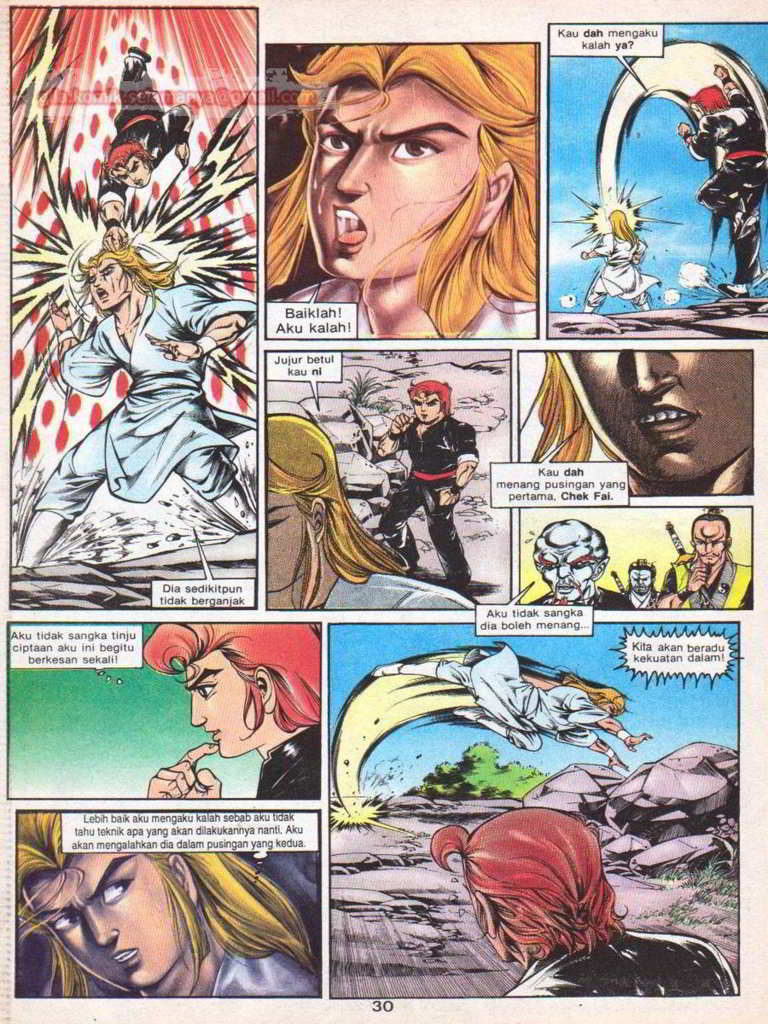 Dia sedikitpun
tidak berganjak
Baiklah!
Aku kalah!
Kau dah mengaku
kalah ya?
Jujur betul
kau ni
Kau dah
menang pusingan yang
pertama, Chek Fai.
Aku tidak sangka
dia boleh menang...
Aku tidak sangka tinju
ciptaan aku ini begitu
berkesan sekali!
Lebih baik aku mengaku kalah sebab aku tidak
tahu teknik apa yang akan dilakukannya nanti. Aku
akan mengalahkan dia dalam pusingan yang kedua.
Kita akan beradu
kekuatan dalam!
30